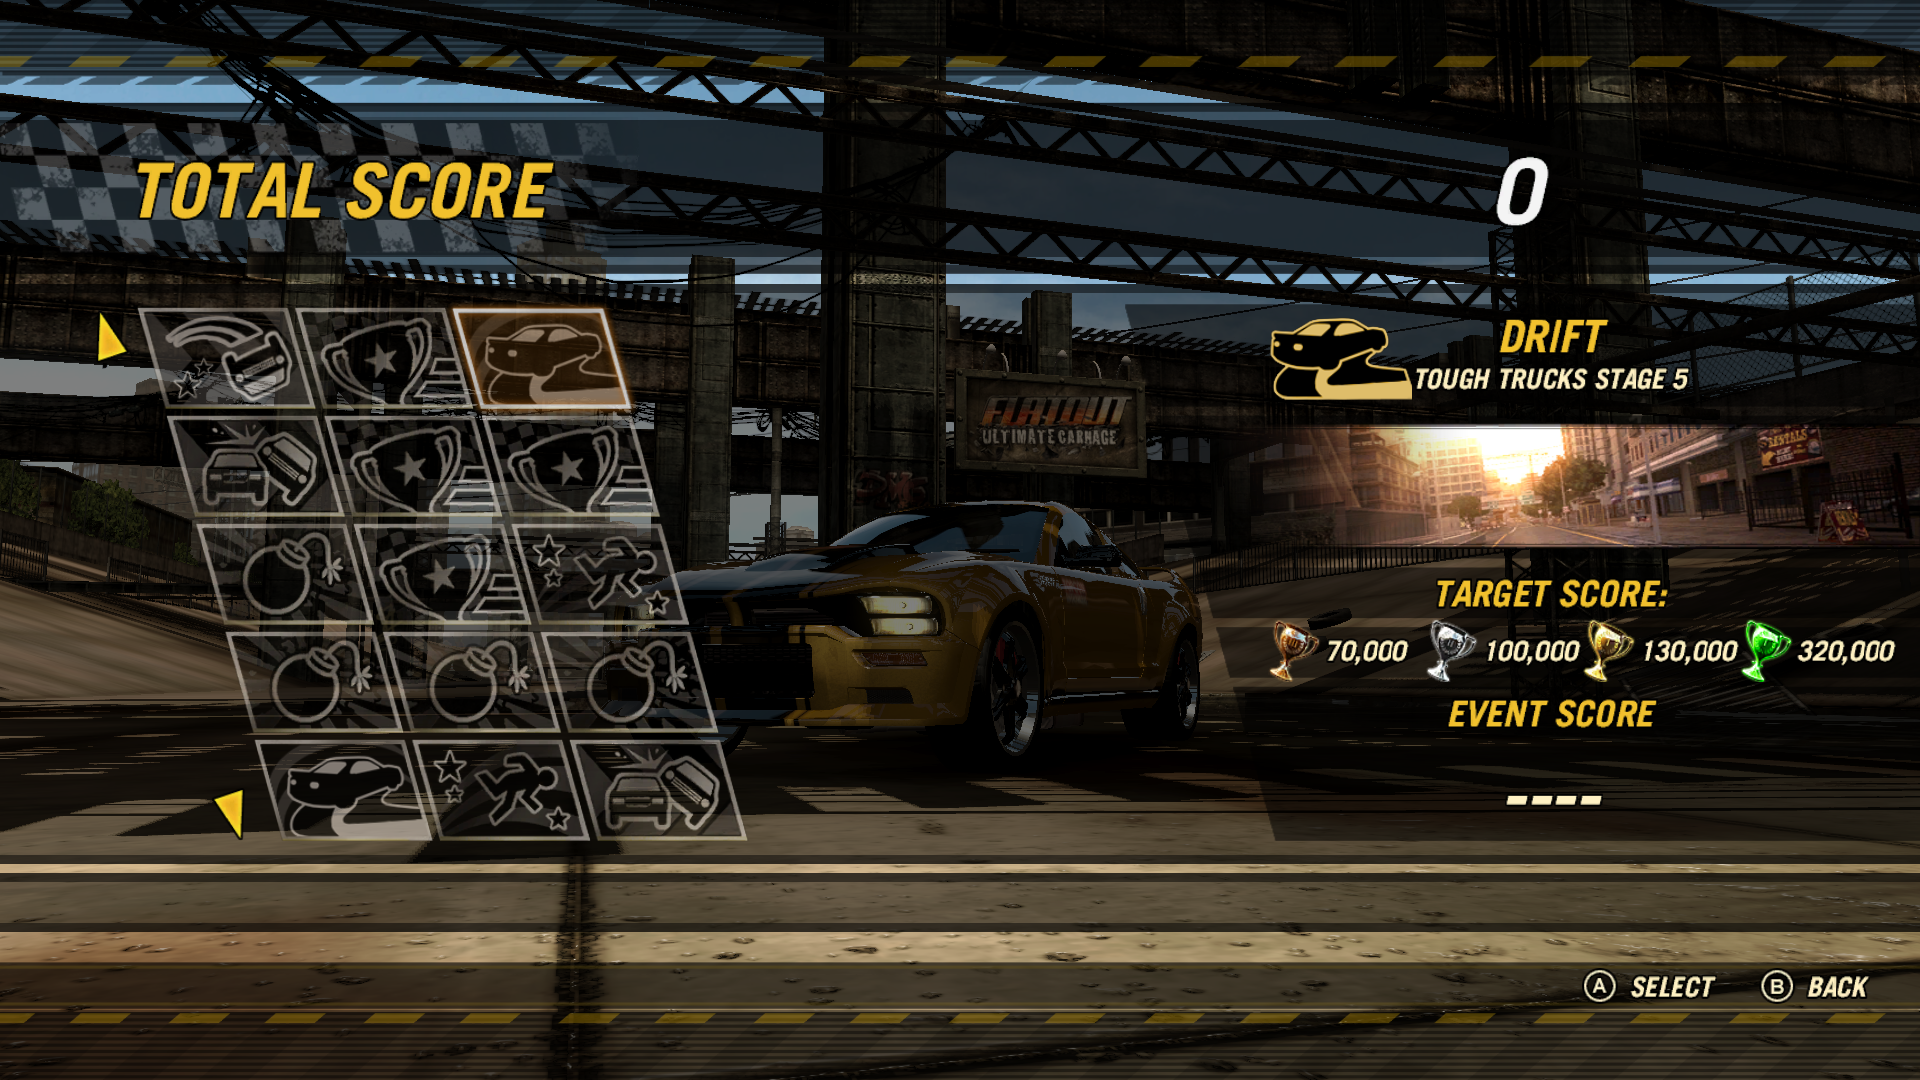 TOTAL SCORE
0
DRIFT
TOUGH TRUCKS STAGE 5
FLATOUT
ULTIMATE CARNAGE
RENTALS
TARGET SCORE:
70,000 100,000 130,000 320,000
EVENT SCORE
----
A SELECT B BACK